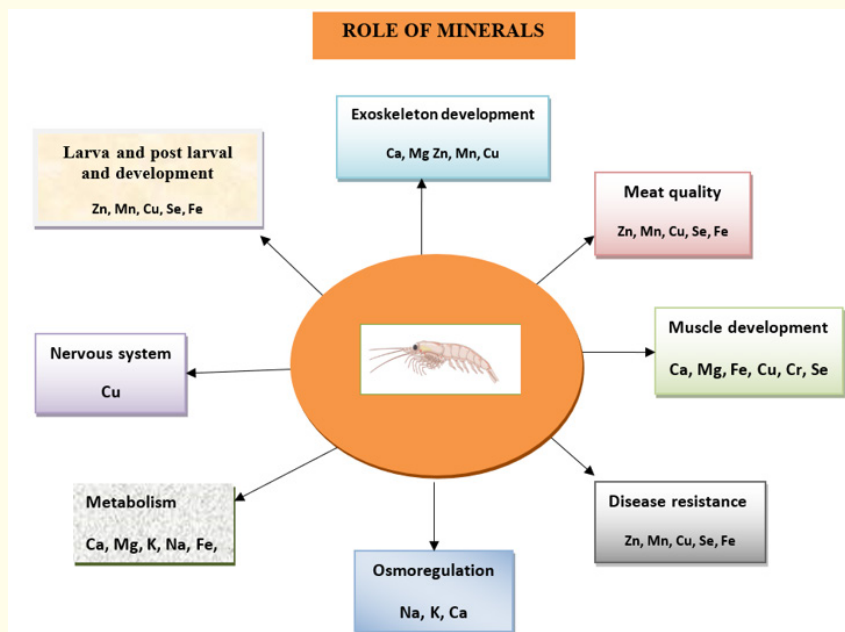 ROLE OF MINERALS
Exoskeleton development
Ca, Mg Zn, Mn, Cu
Larva and post larval
and development
Zn, Mn, Cu, Se, Fe
Meat quality
Zn, Mn, Cu, Se, Fe
Muscle development
Ca, Mg, Fe, Cu, Cr, Se
Nervous system
Cu
Disease resistance
Zn, Mn, Cu, Se, Fe
Metabolism
Ca, Mg, K, Na, Fe,
Osmoregulation
Na, K, Ca